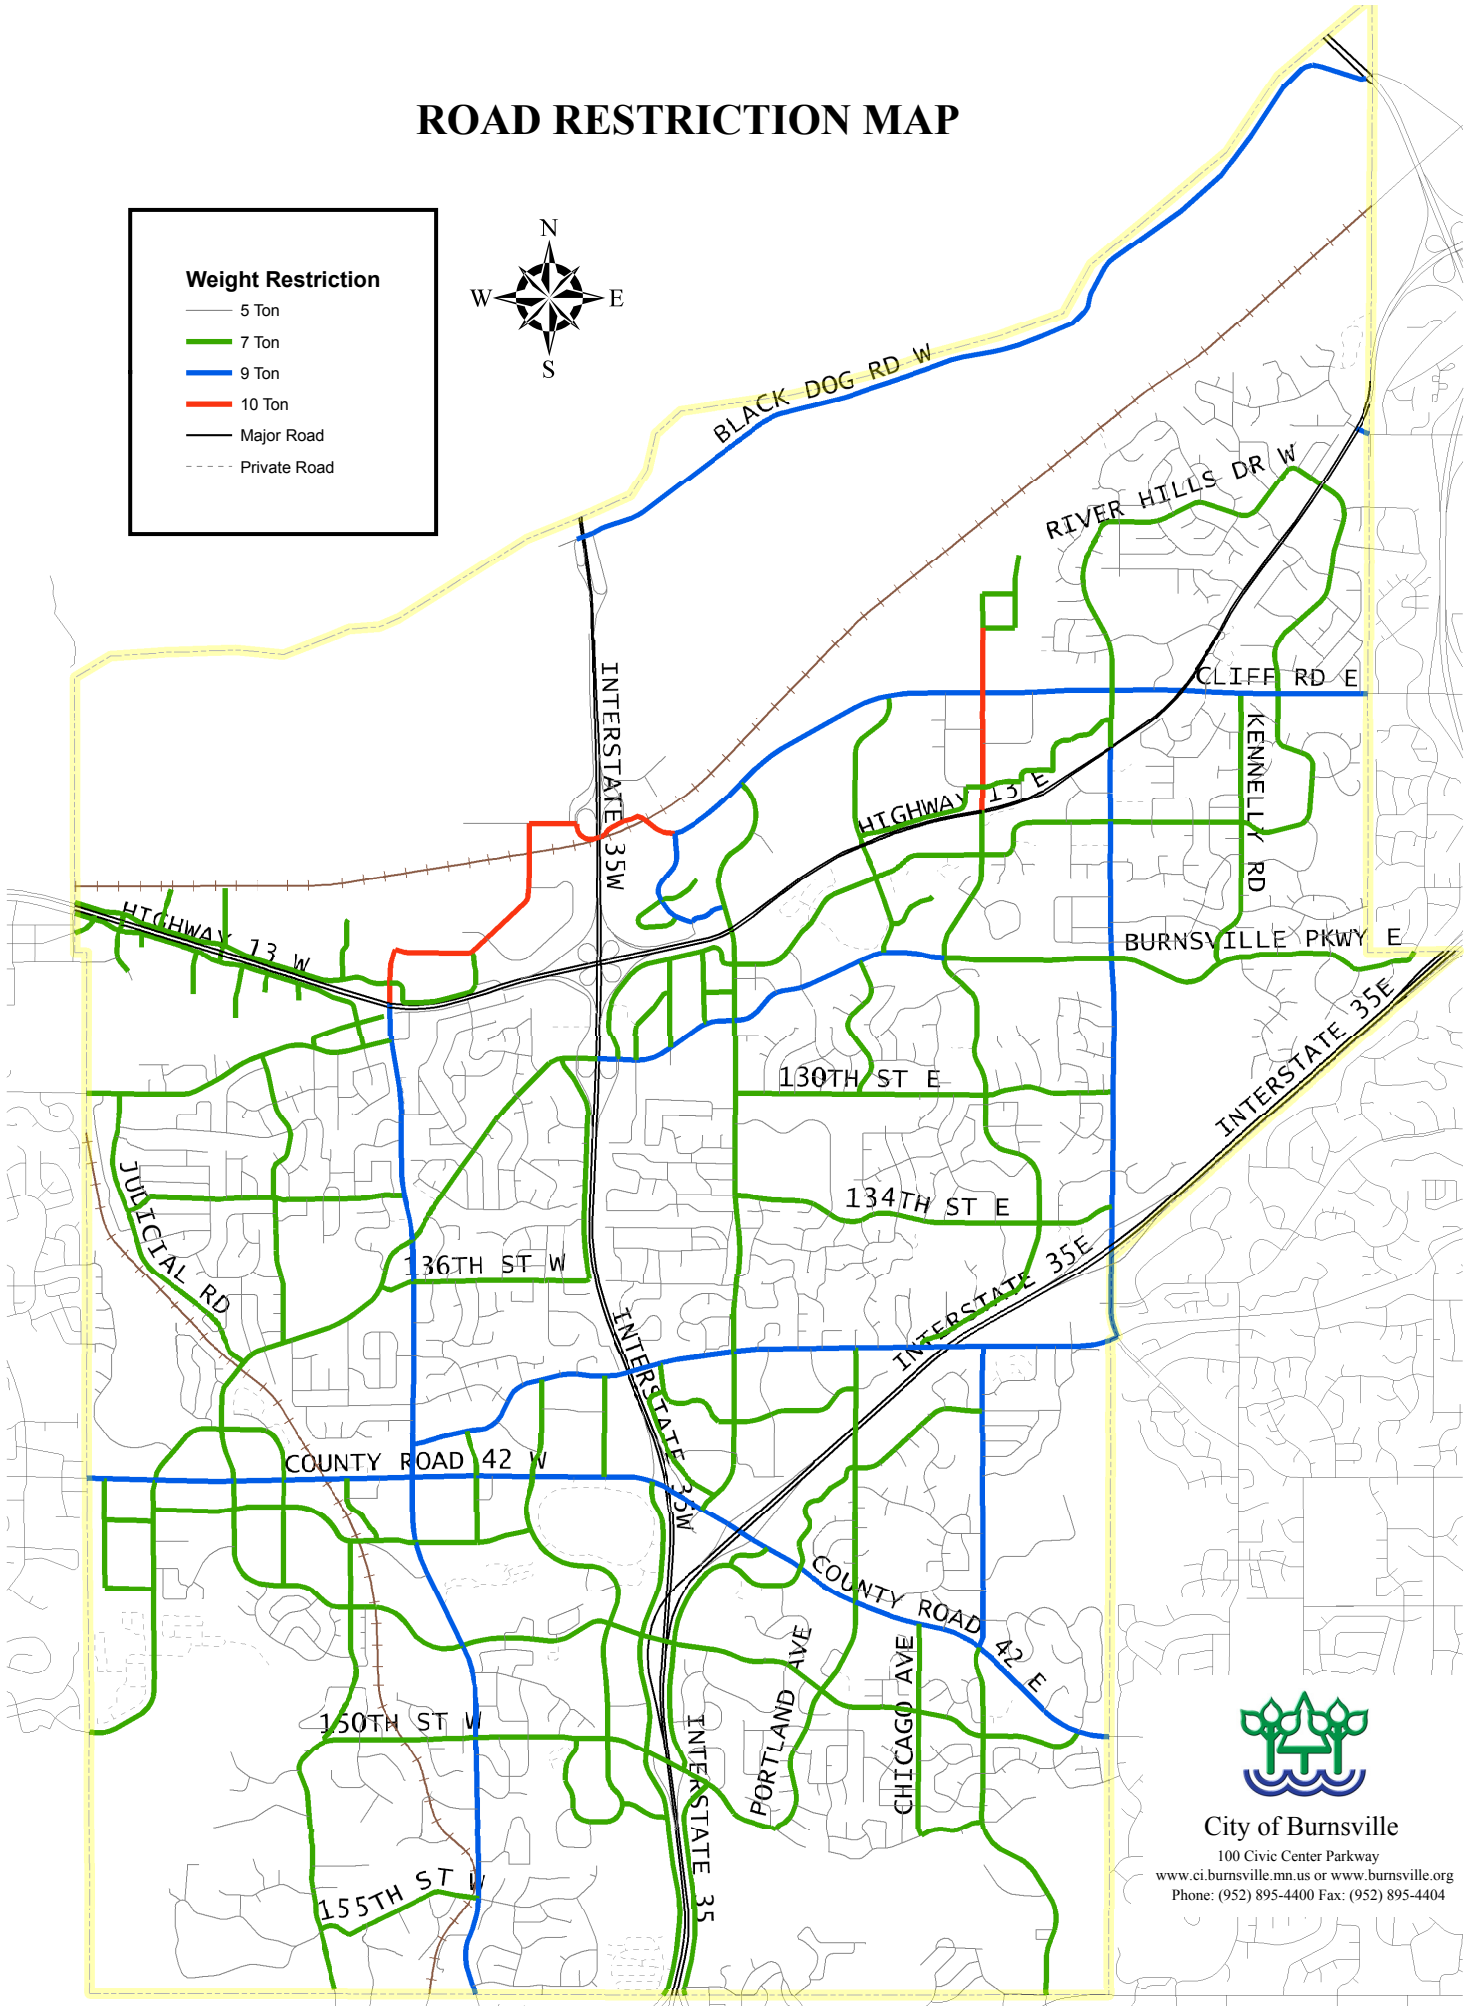 ROAD RESTRICTION MAP
Weight Restriction
5 Ton
7 Ton
9 Ton
10 Ton
Major Road
Private Road
N
W
E
S
BLACK DOG RD W
RIVER HILLS DR W
INTERSTATE 35W
CLIFF RD E
KENNELLY RD
HIGHWAY 13 E
HIGHWAY 13 W
BURNSVILLE PKWY E
INTERSTATE 35E
130TH ST E
JUDICIAL RD
134TH ST E
136TH ST W
INTERSTATE 35E
INTERSTATE 35W
COUNTY ROAD 42 W
COUNTY ROAD 42 E
PORTLAND AVE
CHICAGO AVE
150TH ST W
INTERSTATE 35
155TH ST W
City of Burnsville
100 Civic Center Parkway
www.ci.burnsville.mn.us or www.burnsville.org
Phone: (952) 895-4400 Fax: (952) 895-4404